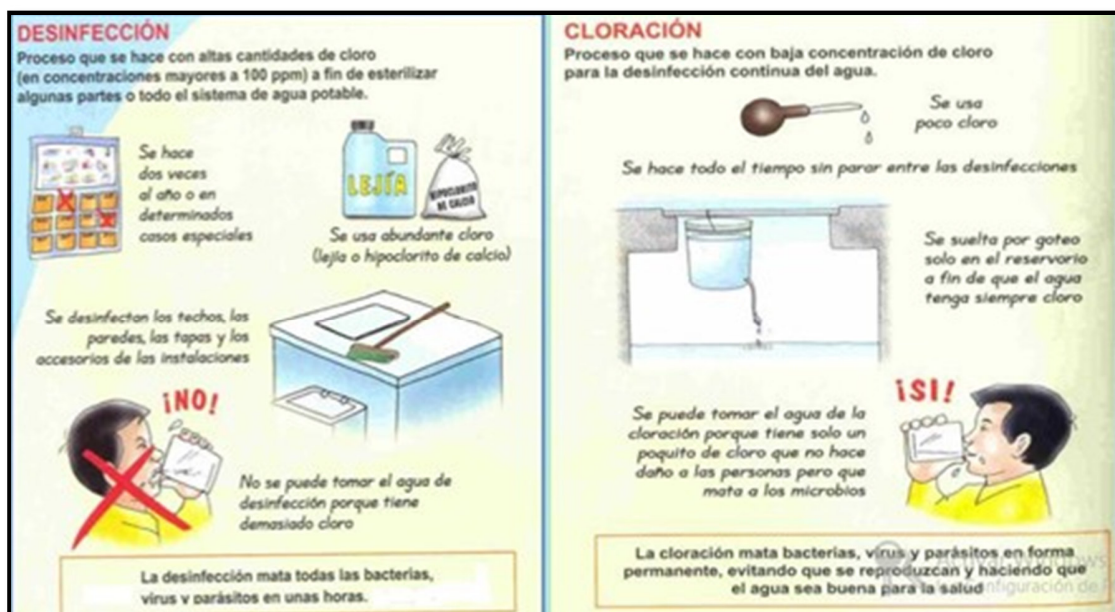 DESINFECCIÓN
Proceso que se hace con altas cantidades de cloro
(en concentraciones mayores a 100 ppm) a fin de esterilizar
algunas partes o todo el sistema de agua potable.
Se hace
dos veces
al año o en
determinados
casos especiales
LEJÍA
HIPOCLORITO
DE CALCIO
Se usa abundante cloro
(lejía o hipoclorito de calcio)
Se desinfectan los techos, las
paredes, las tapas y los
accesorios de las instalaciones
¡NO!
No se puede tomar el agua de
desinfección porque tiene
demasiado cloro
La desinfección mata todas las bacterias,
virus y parásitos en unas horas.
CLORACIÓN
Proceso que se hace con baja concentración de cloro
para la desinfección continua del agua.
Se usa
poco cloro
Se hace todo el tiempo sin parar entre las desinfecciones
Se suelta por goteo
solo en el reservorio
a fin de que el agua
tenga siempre cloro
¡SI!
Se puede tomar el agua de la
cloración porque tiene solo un
poquito de cloro que no hace
daño a las personas pero que
mata a los microbios
La cloración mata bacterias, virus y parásitos en forma
permanente, evitando que se reproduzcan y haciendo que
el agua sea buena para la salud